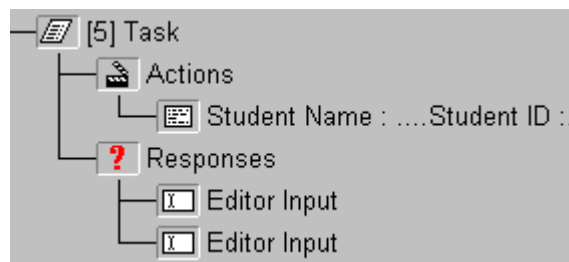 [5] Task
Actions
Student Name : ....Student ID :.
? Responses
Editor Input
Editor Input